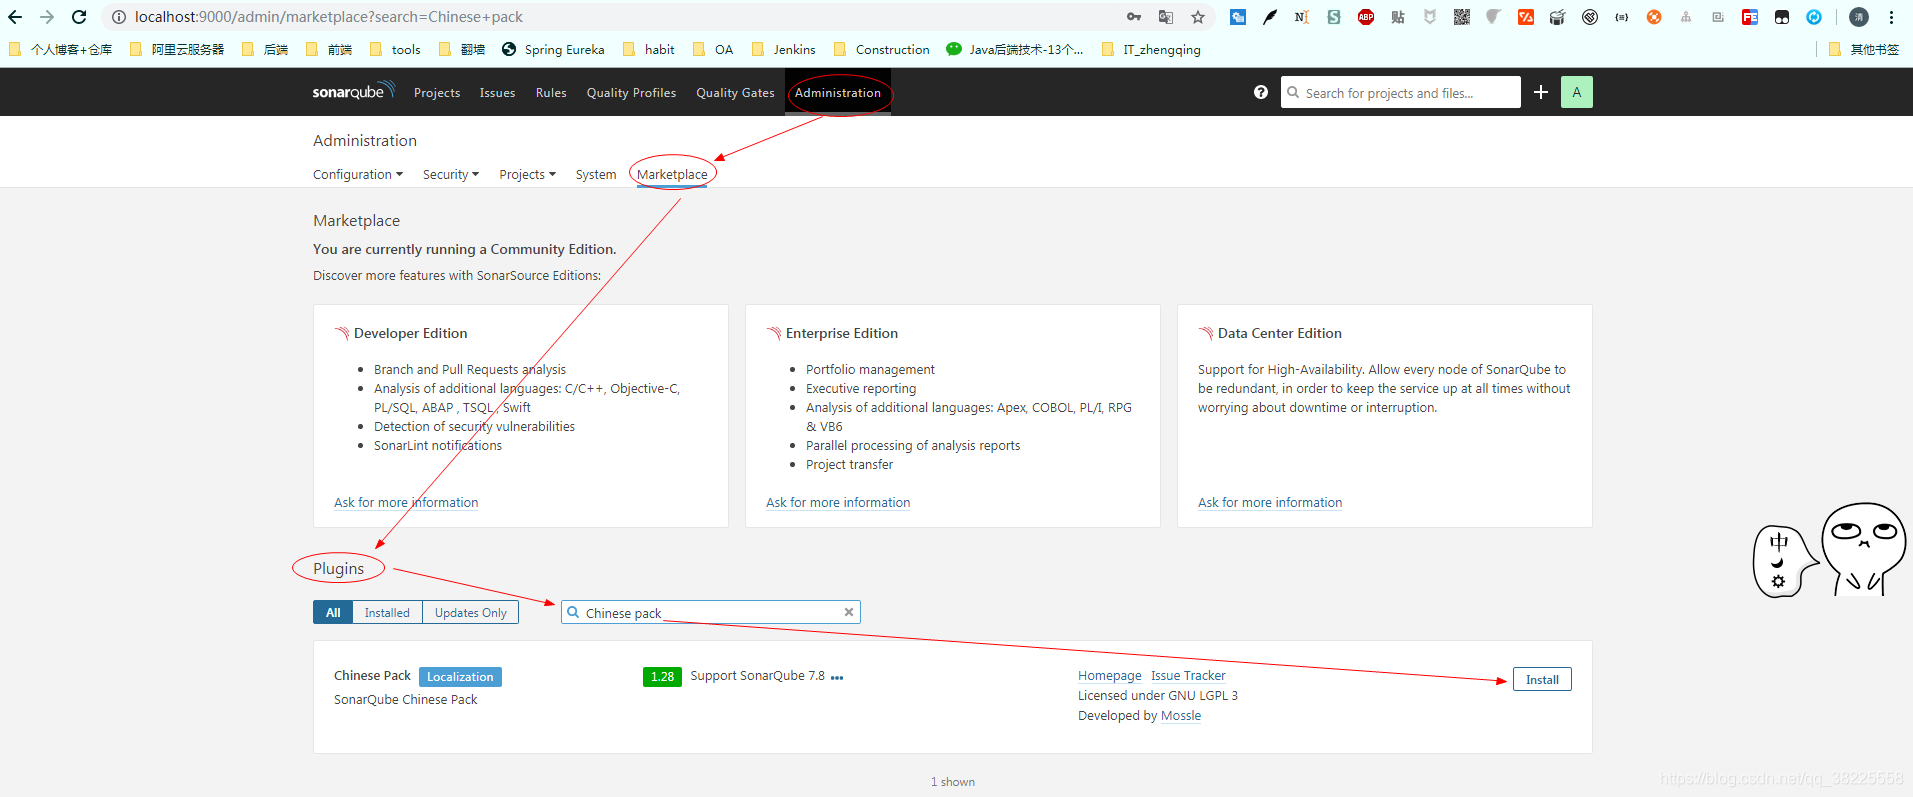 localhost:9000/admin/marketplace?search=Chinese+pack
个人博客+仓库 阿里云服务器 后端 前端 tools 翻墙 Spring Eureka habit OA Jenkins Construction Java后端技术-13个... IT_zhengqing 其他书签
sonarqube Projects Issues Rules Quality Profiles Quality Gates Administration Search for projects and files... A
Administration
Configuration Security Projects System Marketplace
Marketplace
You are currently running a Community Edition.
Discover more features with SonarSource Editions:
Developer Edition
Branch and Pull Requests analysis
Analysis of additional languages: C/C++, Objective-C,
PL/SQL, ABAP , TSQL , Swift
Detection of security vulnerabilities
SonarLint notifications
Ask for more information
Enterprise Edition
Portfolio management
Executive reporting
Analysis of additional languages: Apex, COBOL, PL/I, RPG
& VB6
Parallel processing of analysis reports
Project transfer
Ask for more information
Data Center Edition
Support for High-Availability. Allow every node of SonarQube to
be redundant, in order to keep the service up at all times without
worrying about downtime or interruption.
Ask for more information
中
Plugins
All Installed Updates Only Chinese pack
Chinese Pack Localization
SonarQube Chinese Pack
1.28 Support SonarQube 7.8
Homepage Issue Tracker
Licensed under GNU LGPL 3
Developed by Mossle
Install
1 shown
https://blog.csdn.net/qq_38225558